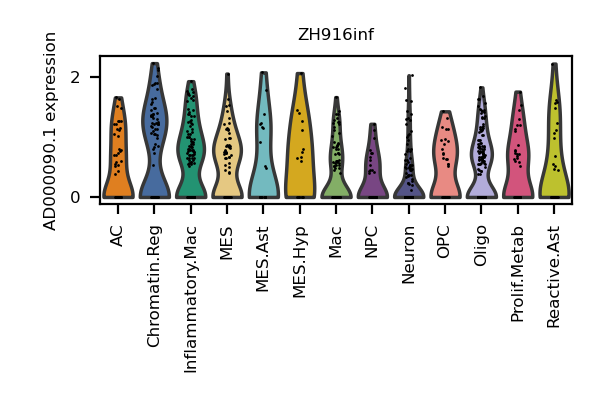 ZH916inf
AD000090.1 expression
2
0
AC
Chromatin.Reg
Inflammatory.Mac
MES
MES.Ast
MES.Hyp
Mac
NPC
Neuron
OPC
Oligo
Prolif.Metab
Reactive.Ast